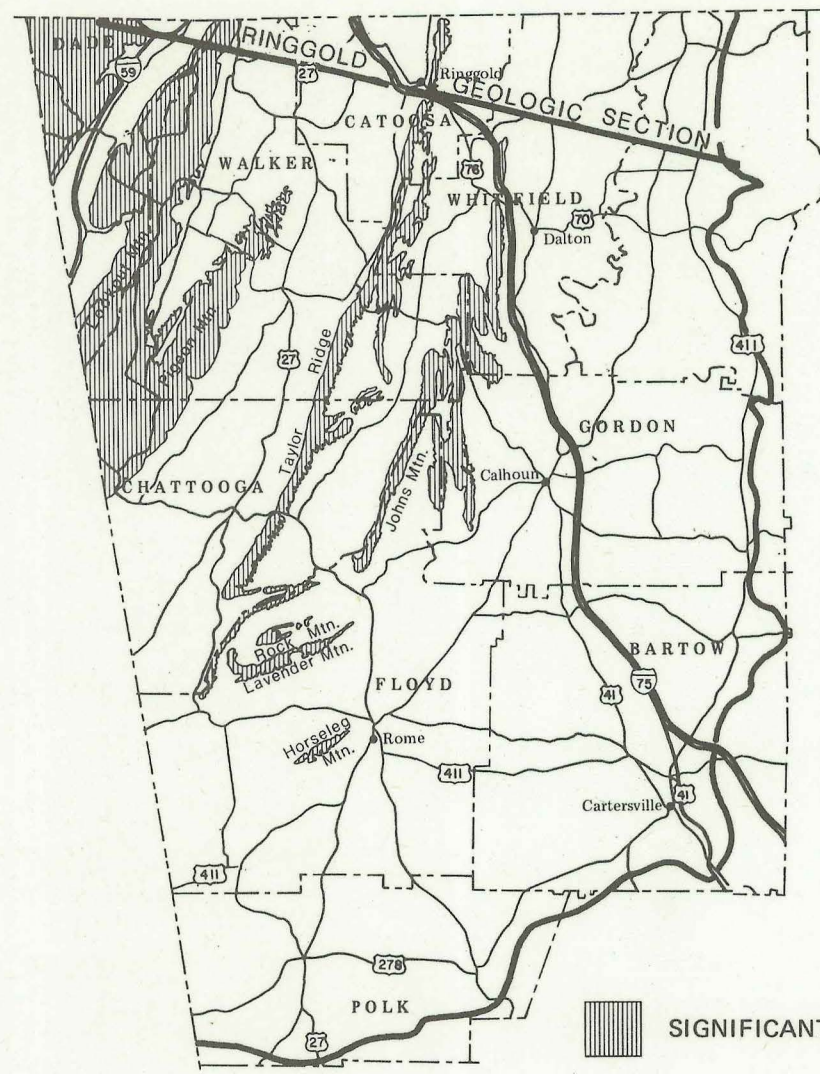 DADE
RINGGOLD GEOLOGIC SECTION
59
27
Ringgold
CATOOSA
WALKER
76
WHITFIELD
70
Dalton
Lookout Mtn.
Pigeon Mtn.
27
411
Taylor Ridge
GORDON
Johns Mtn.
Calhoun
CHATTOOGA
Rock Mtn.
Lavender Mtn.
BARTOW
FLOYD
75
41
Horseleg
Mtn.
Rome
411
41
Cartersville
411
278
POLK
27
SIGNIFICANT